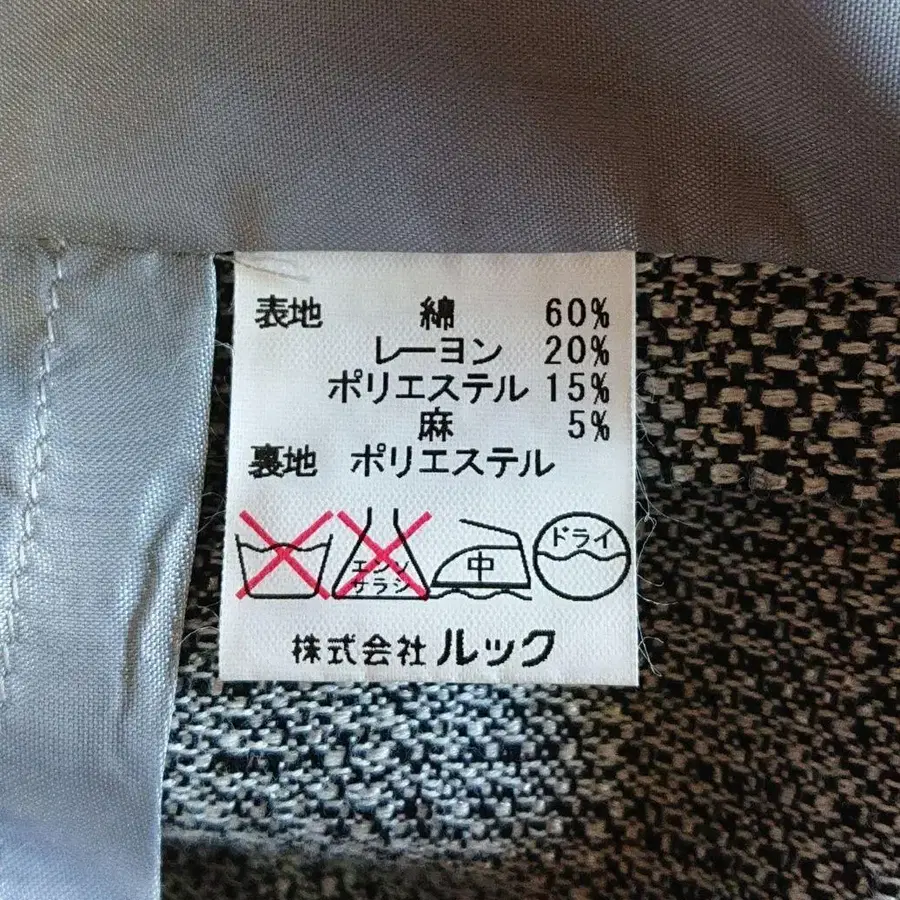 表地 綿 60%
レーヨン 20%
ポリエステル 15%
麻 5%
裏地 ポリエステル
エンソ サラシ 中 ドライ
株式会社 ルック